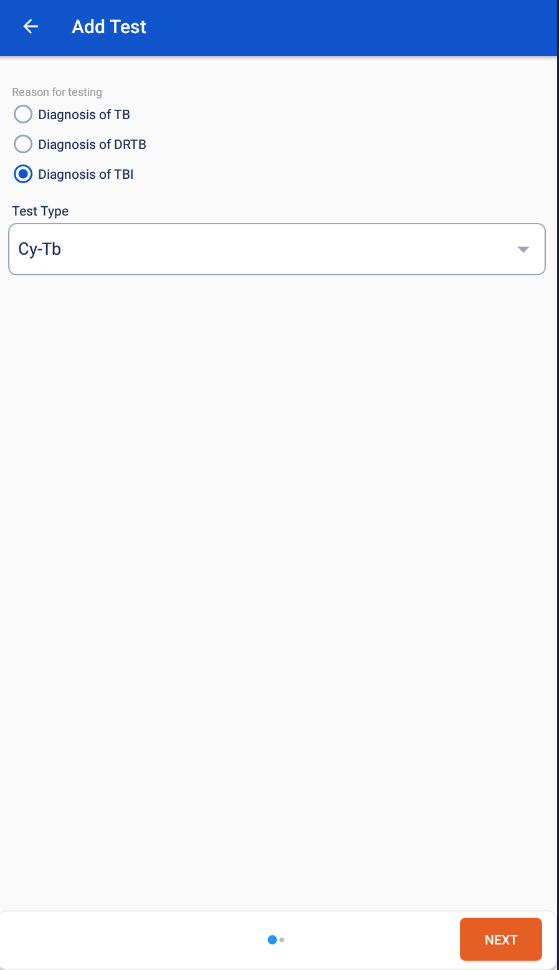 Add Test
Reason for testing
Diagnosis of TB
Diagnosis of DRTB
Diagnosis of TBI
Test Type
Cy-Tb
NEXT